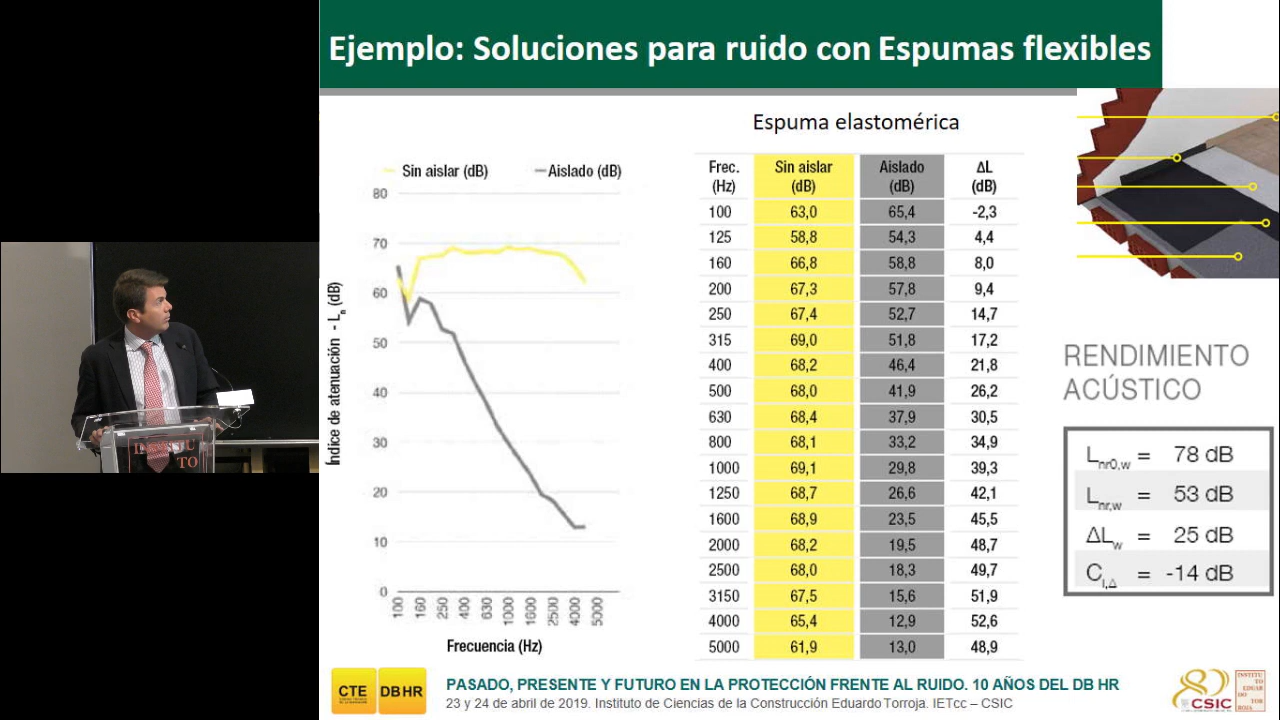 Ejemplo: Soluciones para ruido con Espumas flexibles
Espuma elastomérica
Sin aislar (dB) Aislado (dB)
Índice de atenuación - Ln (dB)
80
70
60
50
40
30
20
10
0
100 160 250 400 630 1000 1600 2500 4000 5000
Frecuencia (Hz)
Frec. (Hz) Sin aislar (dB) Aislado (dB) ΔL (dB)
100 63,0 65,4 -2,3
125 58,8 54,3 4,4
160 66,8 58,8 8,0
200 67,3 57,8 9,4
250 67,4 52,7 14,7
315 69,0 51,8 17,2
400 68,2 46,4 21,8
500 68,0 41,9 26,2
630 68,4 37,9 30,5
800 68,1 33,2 34,9
1000 69,1 29,8 39,3
1250 68,7 26,6 42,1
1600 68,9 23,5 45,5
2000 68,2 19,5 48,7
2500 68,0 18,3 49,7
3150 67,5 15,6 51,9
4000 65,4 12,9 52,6
5000 61,9 13,0 48,9
RENDIMIENTO
ACÚSTICO
Lnr0,w = 78 dB
Lnr,w = 53 dB
ΔLw = 25 dB
CI,Δ = -14 dB
CTE DB HR
PASADO, PRESENTE Y FUTURO EN LA PROTECCIÓN FRENTE AL RUIDO. 10 AÑOS DEL DB HR
23 y 24 de abril de 2019. Instituto de Ciencias de la Construcción Eduardo Torroja. IETcc – CSIC
80
CSIC
INSTITU
TO
EDUAR
DO TOR
ROJA